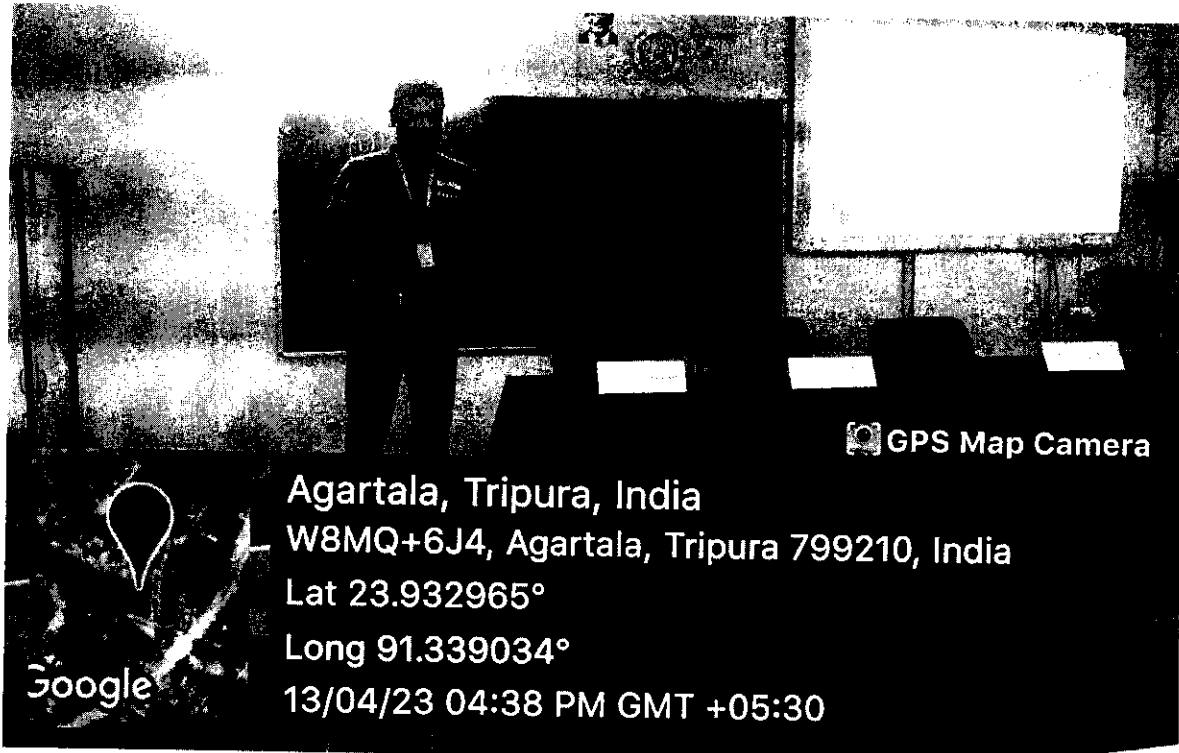 GPS Map Camera
Agartala, Tripura, India
W8MQ+6J4, Agartala, Tripura 799210, India
Lat 23.932965°
Long 91.339034°
13/04/23 04:38 PM GMT +05:30
Google